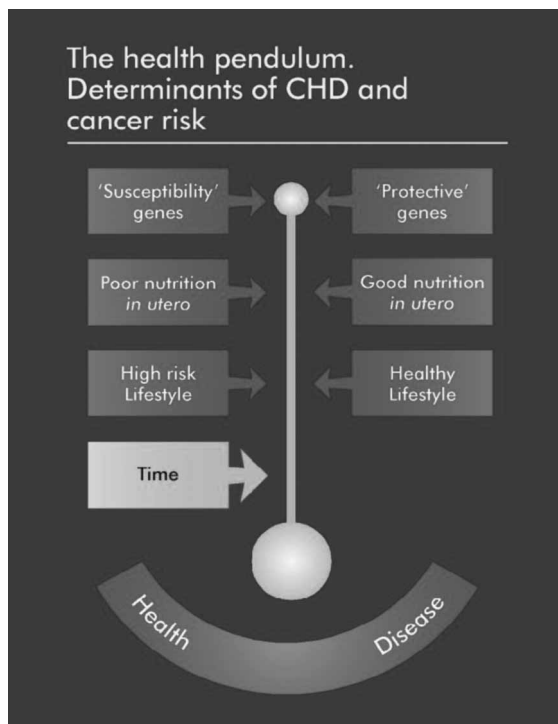 The health pendulum.
Determinants of CHD and
cancer risk
'Susceptibility'
genes
'Protective'
genes
Poor nutrition
in utero
Good nutrition
in utero
High risk
Lifestyle
Healthy
Lifestyle
Time
Health
Disease